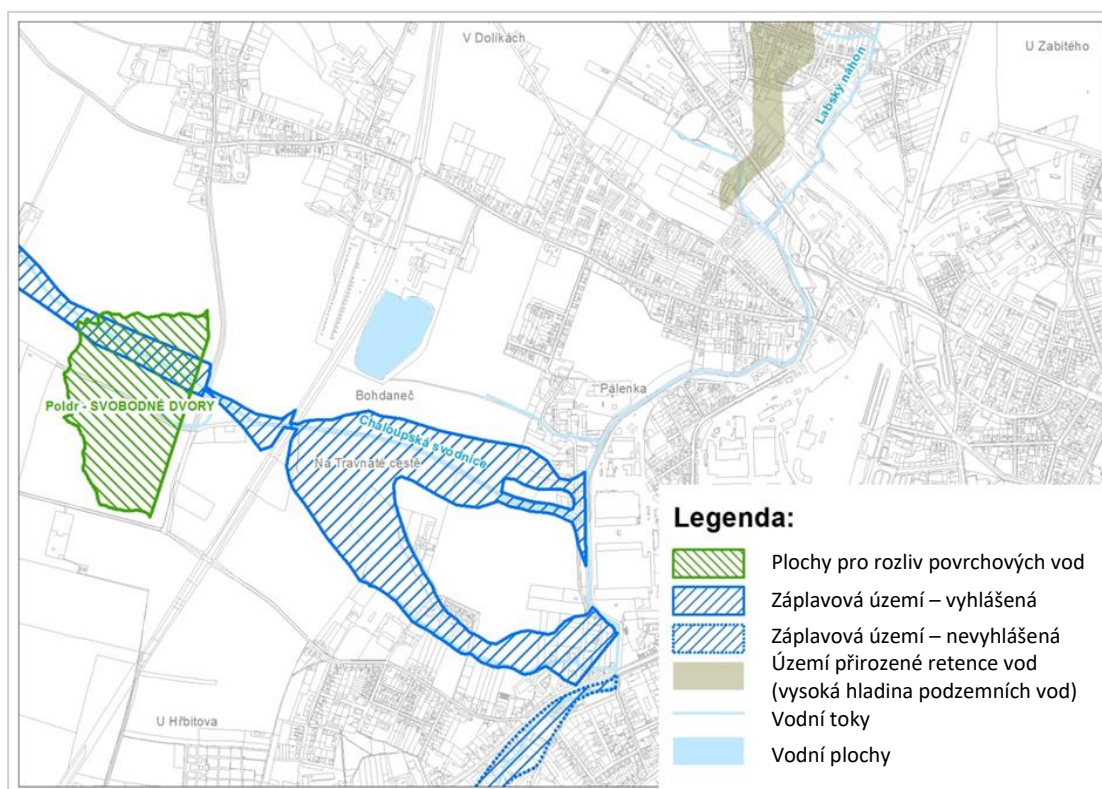 V Dolikách
U Zabitého
Labský náhon
Pálenka
Bohdaneč
Poldr - SVOBODNÉ DVORY
Chaloupská svodnice
Na Travnaté cestě
U Hřbitova
Legenda:
Plochy pro rozliv povrchových vod
Záplavová území – vyhlášená
Záplavová území – nevyhlášená
Území přirozené retence vod
(vysoká hladina podzemních vod)
Vodní toky
Vodní plochy